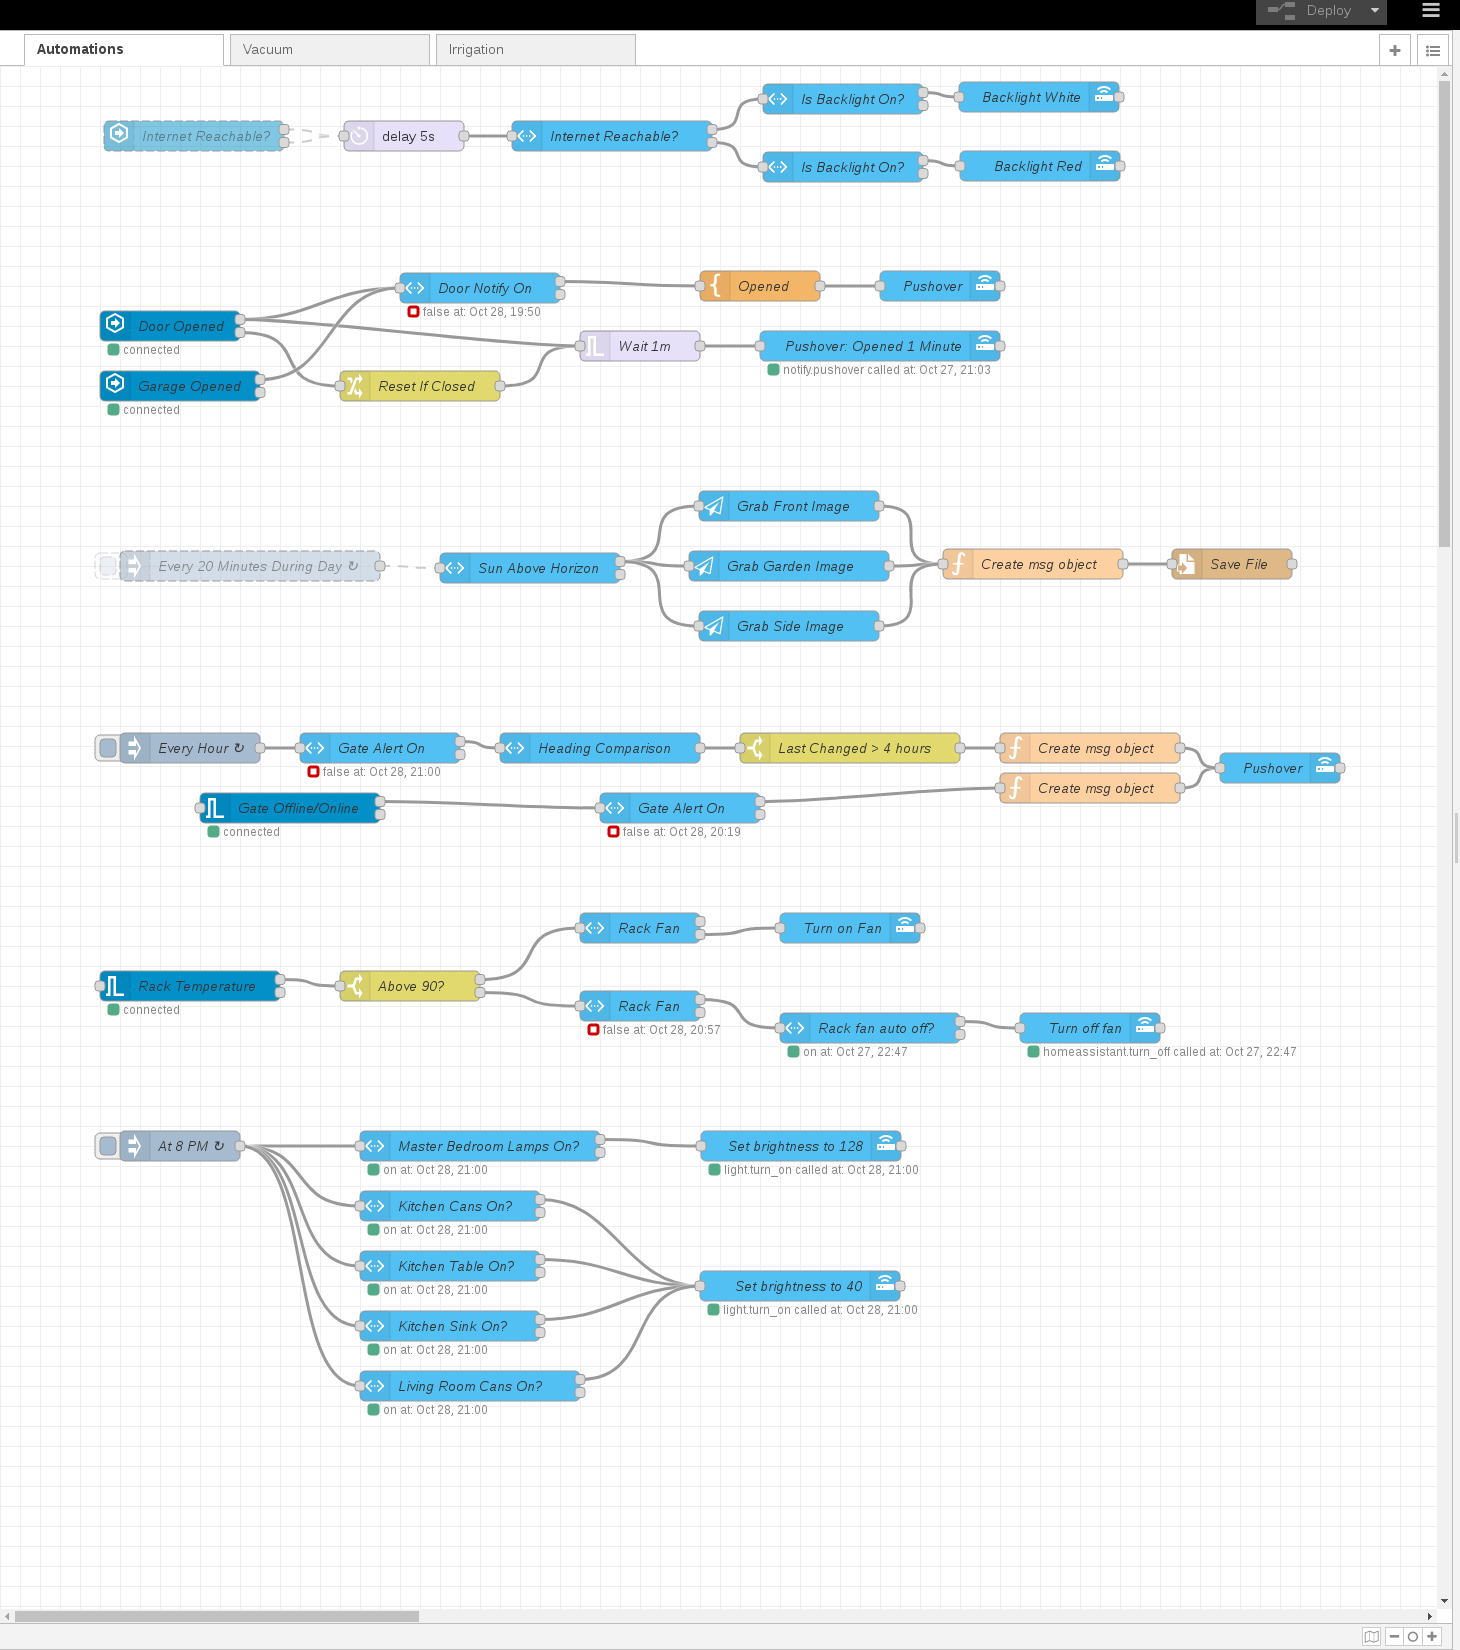 Deploy
Automations
Vacuum
Irrigation
Internet Reachable?
delay 5s
Internet Reachable?
Is Backlight On?
Backlight White
Is Backlight On?
Backlight Red
Door Notify On
false at: Oct 28, 19:50
Opened
Pushover
Door Opened
connected
Wait 1m
Pushover: Opened 1 Minute
notify.pushover called at: Oct 27, 21:03
Garage Opened
connected
Reset If Closed
Grab Front Image
Every 20 Minutes During Day ↻
Sun Above Horizon
Grab Garden Image
Create msg object
Save File
Grab Side Image
Every Hour ↻
Gate Alert On
false at: Oct 28, 21:00
Heading Comparison
Last Changed > 4 hours
Create msg object
Pushover
Create msg object
Gate Offline/Online
connected
Gate Alert On
false at: Oct 28, 20:19
Rack Fan
Turn on Fan
Rack Temperature
connected
Above 90?
Rack Fan
false at: Oct 28, 20:57
Rack fan auto off?
on at: Oct 27, 22:47
Turn off fan
homeassistant.turn_off called at: Oct 27, 22:47
At 8 PM ↻
Master Bedroom Lamps On?
on at: Oct 28, 21:00
Set brightness to 128
light.turn_on called at: Oct 28, 21:00
Kitchen Cans On?
on at: Oct 28, 21:00
Kitchen Table On?
on at: Oct 28, 21:00
Set brightness to 40
light.turn_on called at: Oct 28, 21:00
Kitchen Sink On?
on at: Oct 28, 21:00
Living Room Cans On?
on at: Oct 28, 21:00